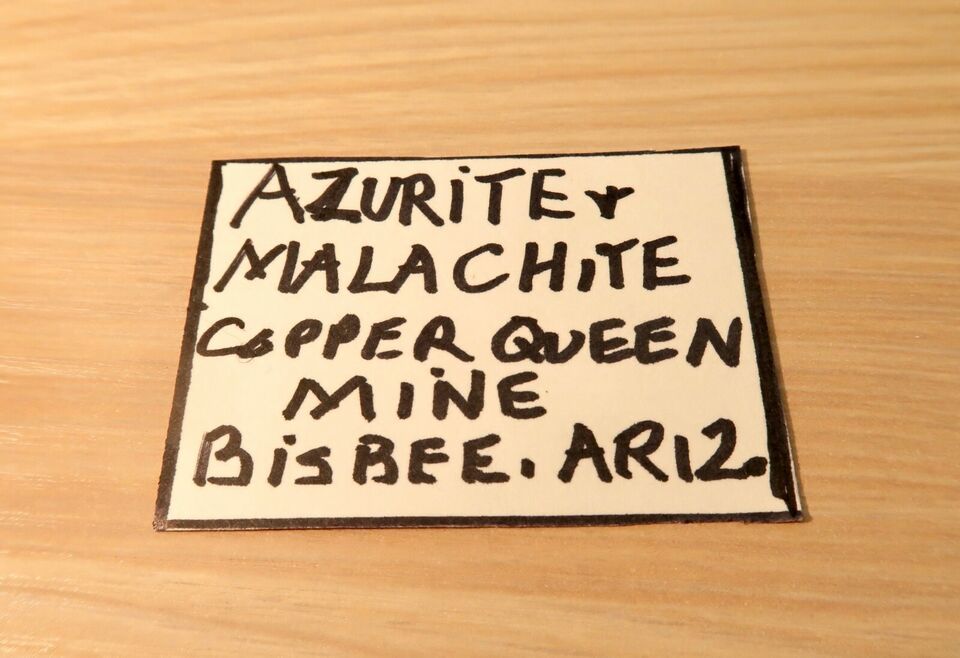 AZURiTE +
MALACHiTE
COPPER QUEEN
MiNE
BisBEE. ARIZ.